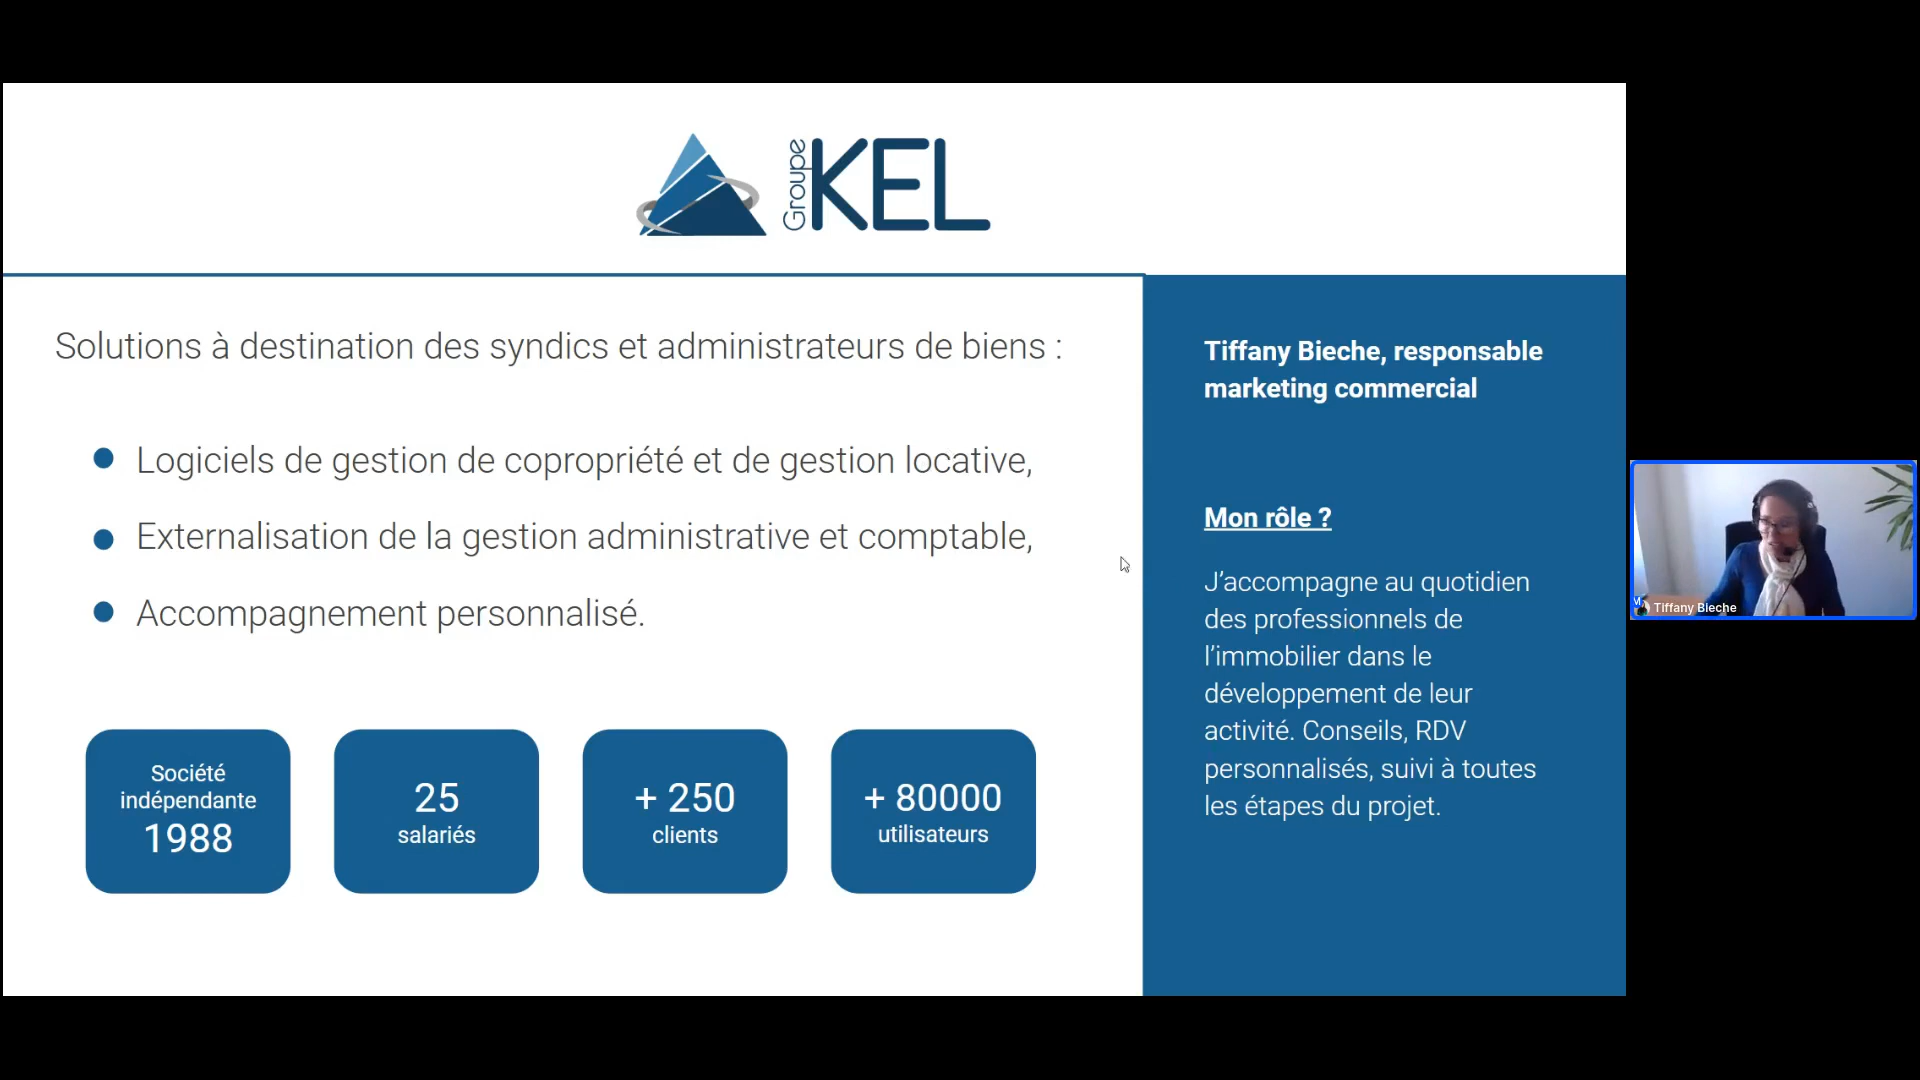 Groupe KEL
Solutions à destination des syndics et administrateurs de biens :
Logiciels de gestion de copropriété et de gestion locative,
Externalisation de la gestion administrative et comptable,
Accompagnement personnalisé.
Société
indépendante
1988
25
salariés
+ 250
clients
+ 80000
utilisateurs
Tiffany Bieche, responsable
marketing commercial
Mon rôle ?
J’accompagne au quotidien
des professionnels de
l’immobilier dans le
développement de leur
activité. Conseils, RDV
personnalisés, suivi à toutes
les étapes du projet.
Tiffany Bieche